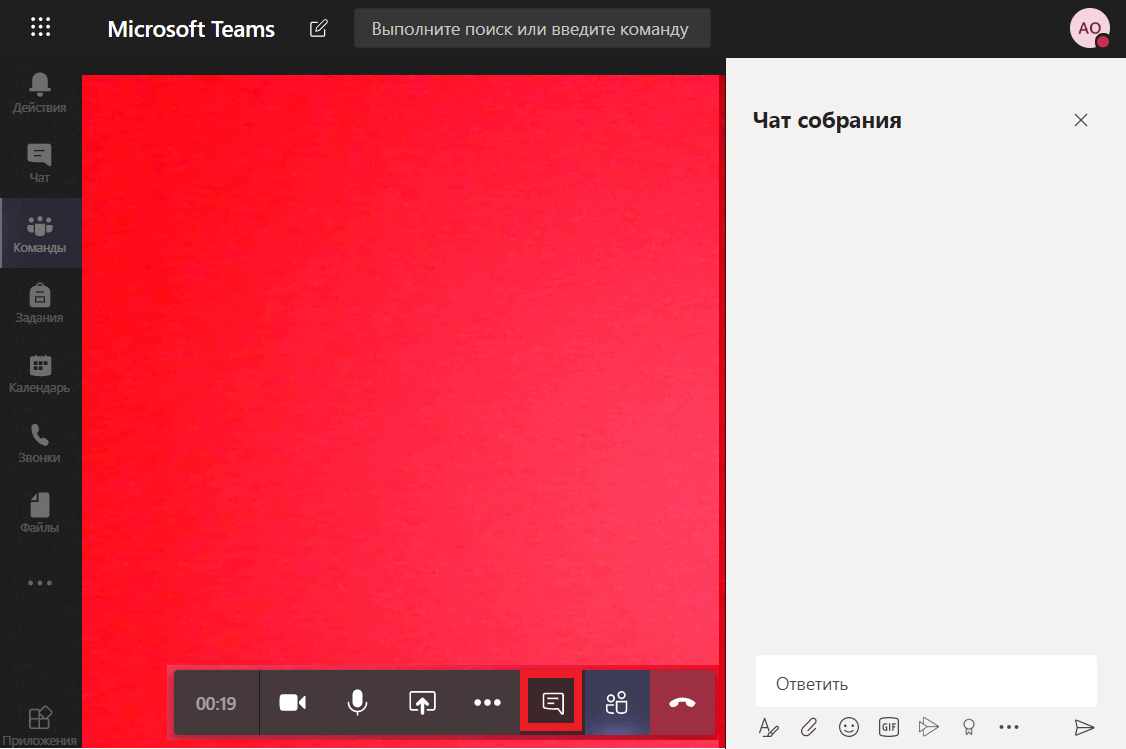 Microsoft Teams
Выполните поиск или введите команду
АО
Действия
Чат
Команды
Задания
Календарь
Звонки
Файлы
Приложения
00:19
Чат собрания
Ответить
GIF